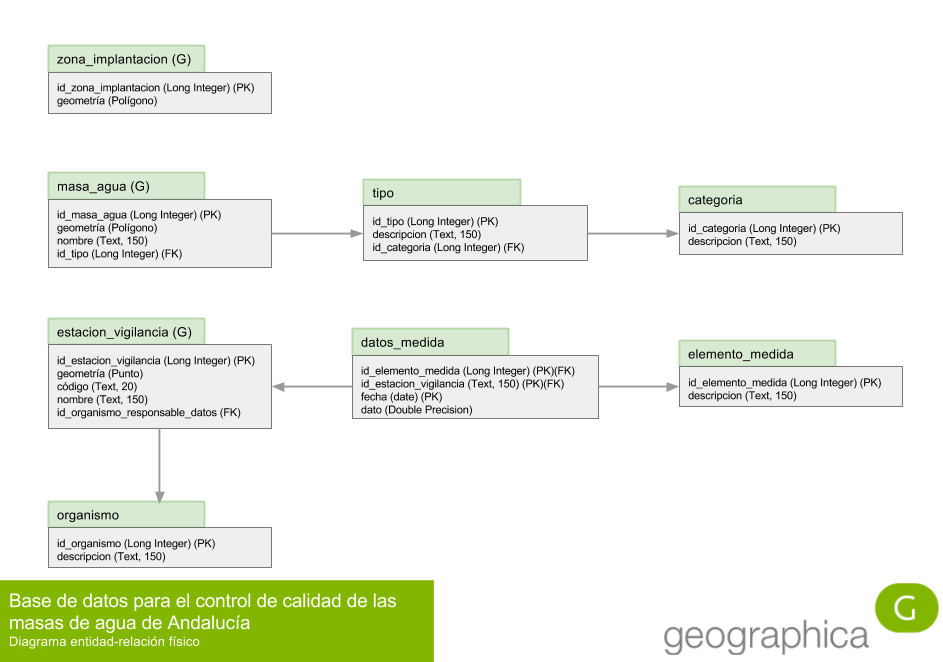 zona_implantacion (G)
id_zona_implantacion (Long Integer) (PK)
geometría (Polígono)
masa_agua (G)
id_masa_agua (Long Integer) (PK)
geometría (Polígono)
nombre (Text, 150)
id_tipo (Long Integer) (FK)
tipo
id_tipo (Long Integer) (PK)
descripcion (Text, 150)
id_categoria (Long Integer) (FK)
categoria
id_categoria (Long Integer) (PK)
descripcion (Text, 150)
estacion_vigilancia (G)
id_estacion_vigilancia (Long Integer) (PK)
geometría (Punto)
código (Text, 20)
nombre (Text, 150)
id_organismo_responsable_datos (FK)
datos_medida
id_elemento_medida (Long Integer) (PK)(FK)
id_estacion_vigilancia (Text, 150) (PK)(FK)
fecha (date) (PK)
dato (Double Precision)
elemento_medida
id_elemento_medida (Long Integer) (PK)
descripcion (Text, 150)
organismo
id_organismo (Long Integer) (PK)
descripcion (Text, 150)
Base de datos para el control de calidad de las
masas de agua de Andalucía
Diagrama entidad-relación físico
geographica
G